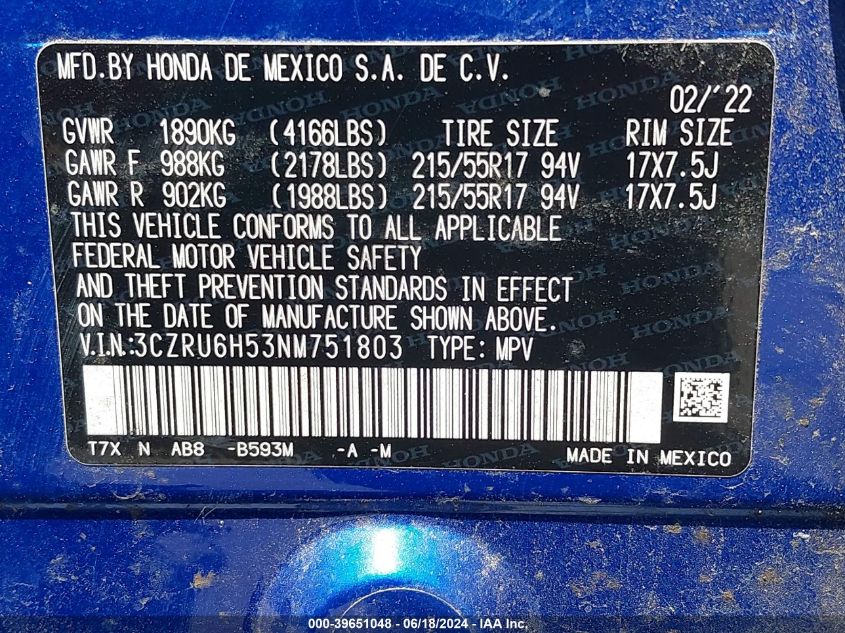 MFD.BY HONDA DE MEXICO S.A. DE C.V.
02/'22
GVWR 1890KG (4166LBS) TIRE SIZE RIM SIZE
GAWR F 988KG (2178LBS) 215/55R17 94V 17X7.5J
GAWR R 902KG (1988LBS) 215/55R17 94V 17X7.5J
THIS VEHICLE CONFORMS TO ALL APPLICABLE
FEDERAL MOTOR VEHICLE SAFETY
AND THEFT PREVENTION STANDARDS IN EFFECT
ON THE DATE OF MANUFACTURE SHOWN ABOVE.
V.I.N.:3CZRU6H53NM751803 TYPE: MPV
T7X N AB8 -B593M -A -M MADE IN MEXICO
000-39651048 - 06/18/2024 - IAA Inc.